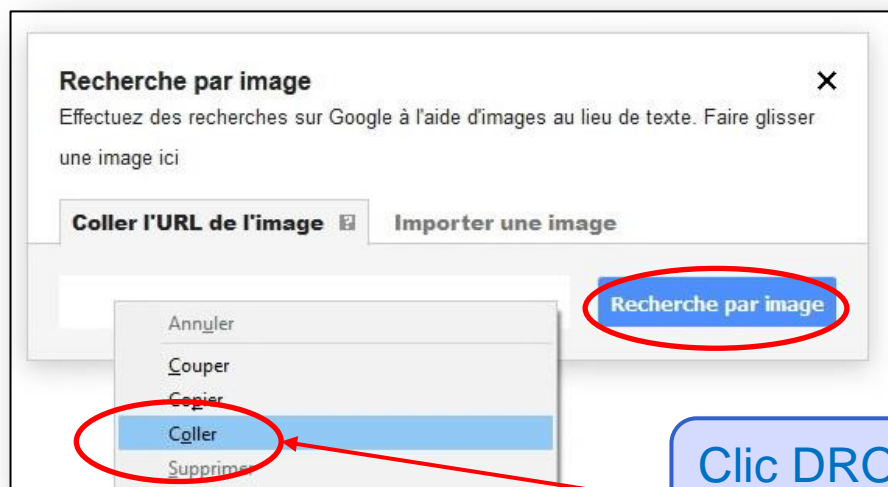 Recherche par image
Effectuez des recherches sur Google à l'aide d'images au lieu de texte. Faire glisser
une image ici
Coller l'URL de l'image ?
Importer une image
Recherche par image
Annuler
Couper
Copier
Coller
Supprimer
Clic